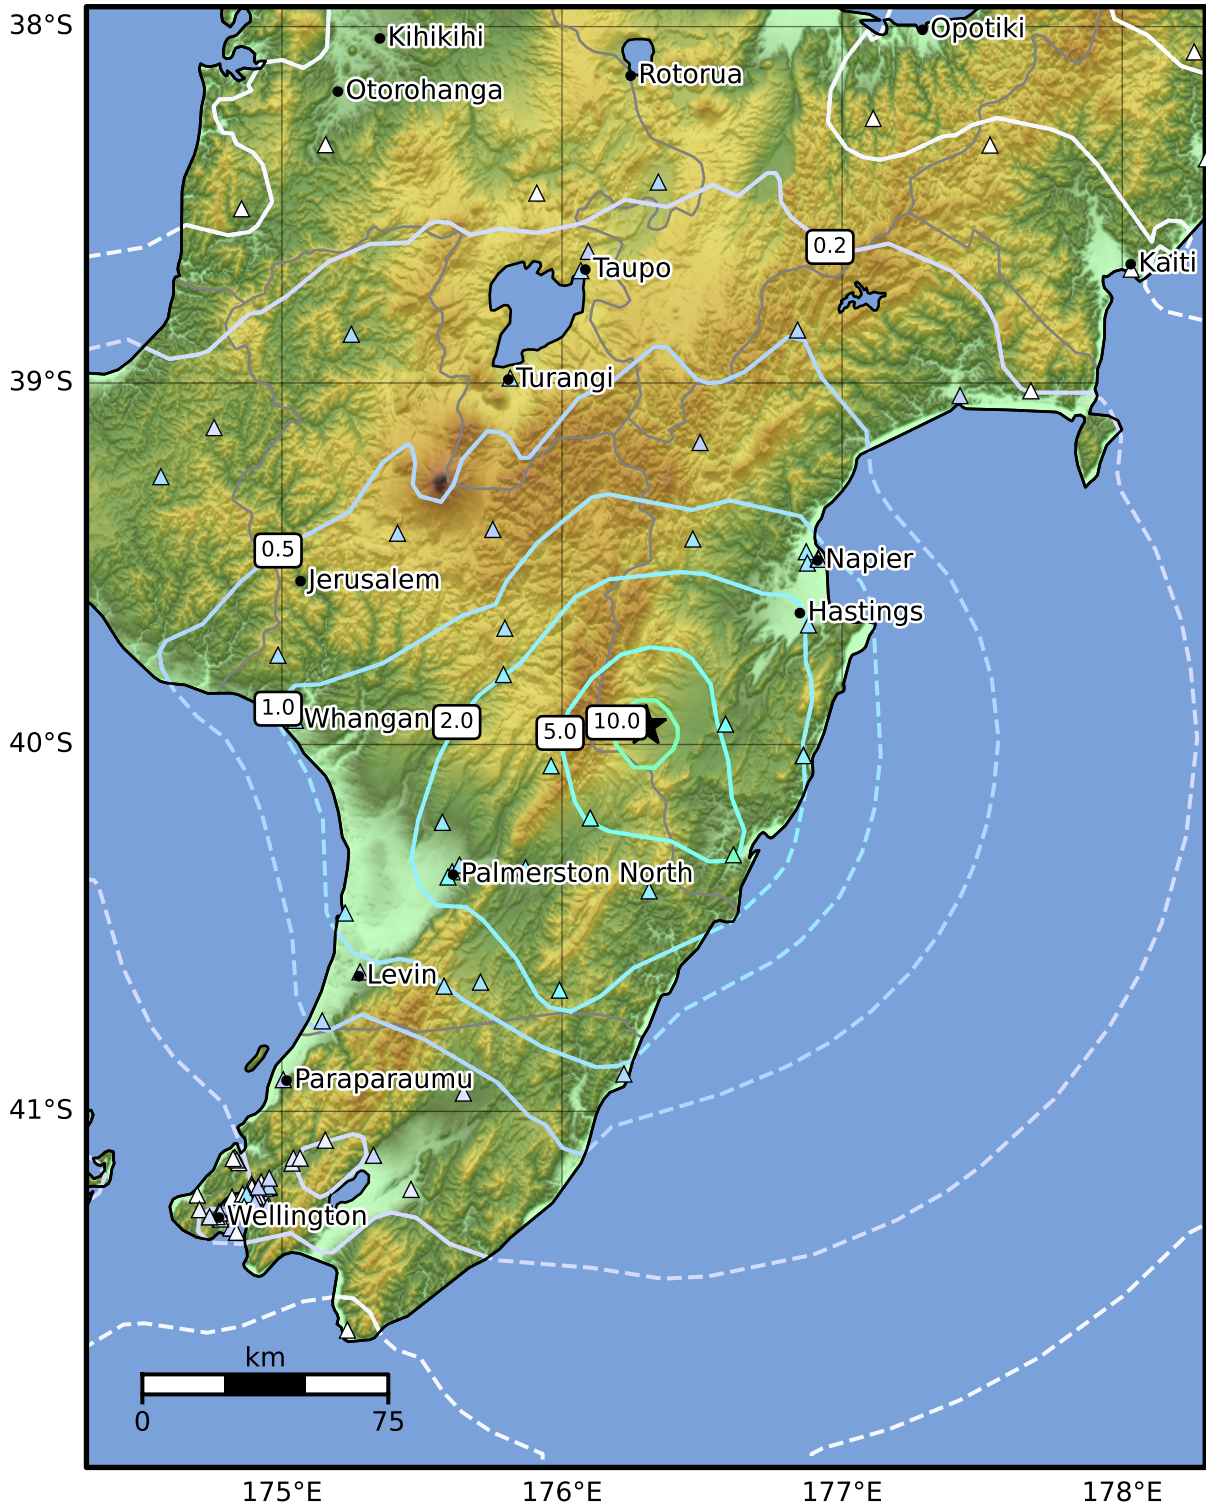 38°S
Kihikihi
Opotiki
Rotorua
Otorohanga
0.2
Kaiti
Taupo
39°S
Turangi
0.5
Napier
Jerusalem
Hastings
1.0
Whangan
2.0
5.0
10.0
40°S
Palmerston North
Levin
Paraparaumu
41°S
Wellington
km
0
75
175°E
176°E
177°E
178°E